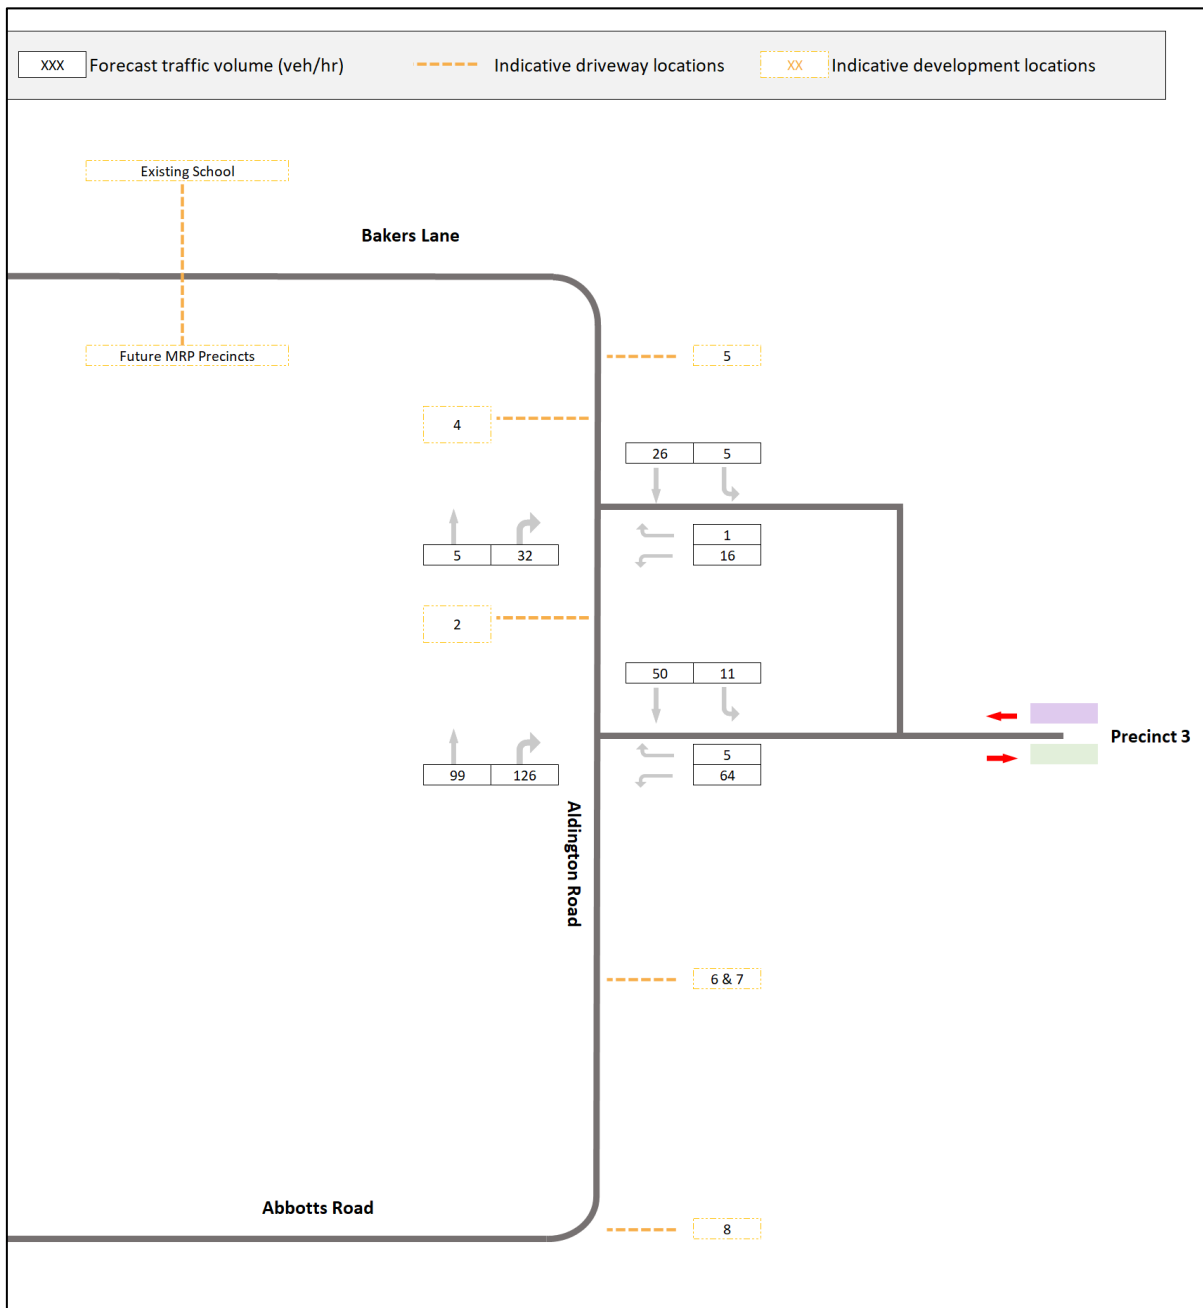 XXX Forecast traffic volume (veh/hr) Indicative driveway locations XX Indicative development locations
Existing School
Bakers Lane
Future MRP Precincts
5
4
26 5
1
5 32
16
2
50 11
Precinct 3
5
99 126
64
Aldington Road
6 & 7
Abbotts Road
8